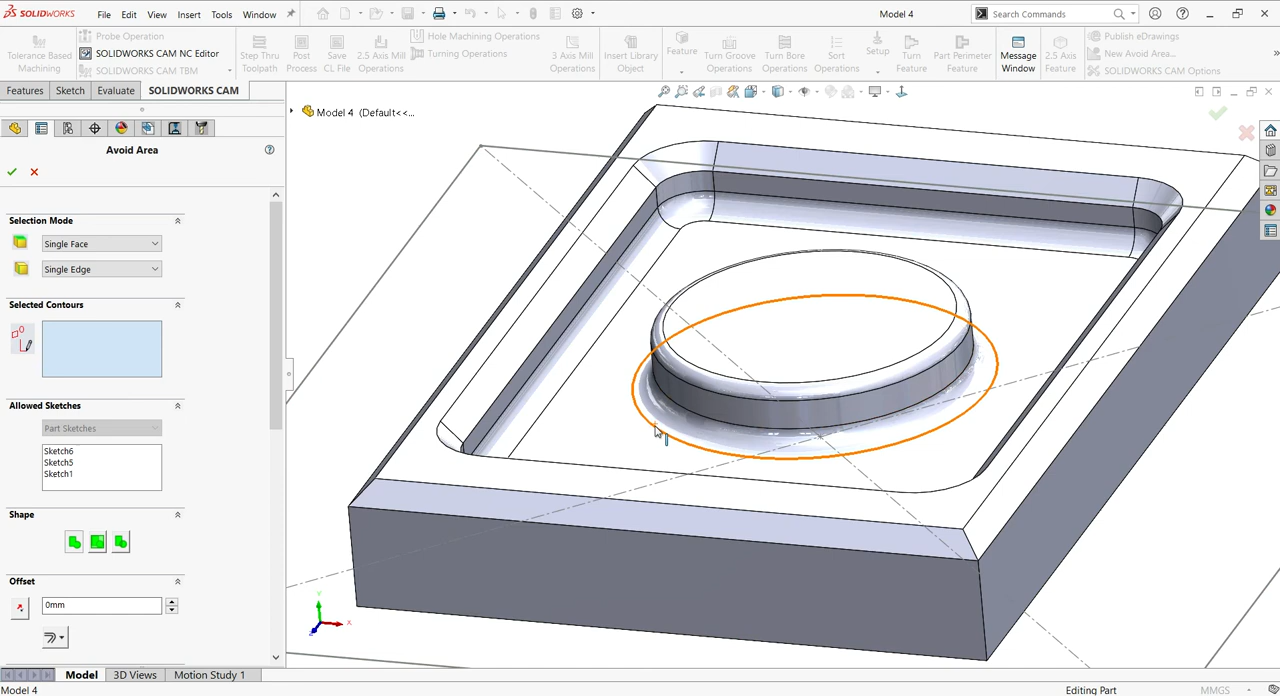 SOLIDWORKS
File Edit View Insert Tools Window
Model 4
Search Commands
Tolerance Based Machining
Probe Operation
SOLIDWORKS CAM NC Editor
SOLIDWORKS CAM TBM
Step Thru Toolpath
Post Process
Save CL File
2.5 Axis Mill Operations
Hole Machining Operations
Turning Operations
3 Axis Mill Operations
Insert Library Object
Feature
Turn Groove Operations
Turn Bore Operations
Sort Operations
Setup
Turn Feature
Part Perimeter Feature
Message Window
2.5 Axis Feature
Publish eDrawings
New Avoid Area...
SOLIDWORKS CAM Options
Features Sketch Evaluate SOLIDWORKS CAM
Model 4 (Default<<...
Avoid Area
Selection Mode
Single Face
Single Edge
Selected Contours
Allowed Sketches
Part Sketches
Sketch6
Sketch5
Sketch1
Shape
Offset
0mm
Y
X
Z
Model 3D Views Motion Study 1
Model 4
Editing Part
MMGS